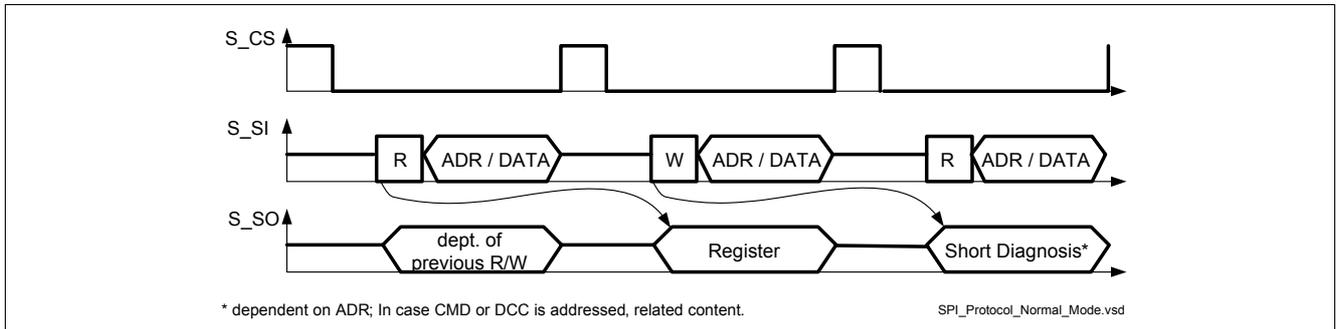 S_CS
S_SI
R
ADR / DATA
W
ADR / DATA
R
ADR / DATA
S_SO
dept. of
previous R/W
Register
Short Diagnosis*
* dependent on ADR; In case CMD or DCC is addressed, related content.
SPI_Protocol_Normal_Mode.vsd